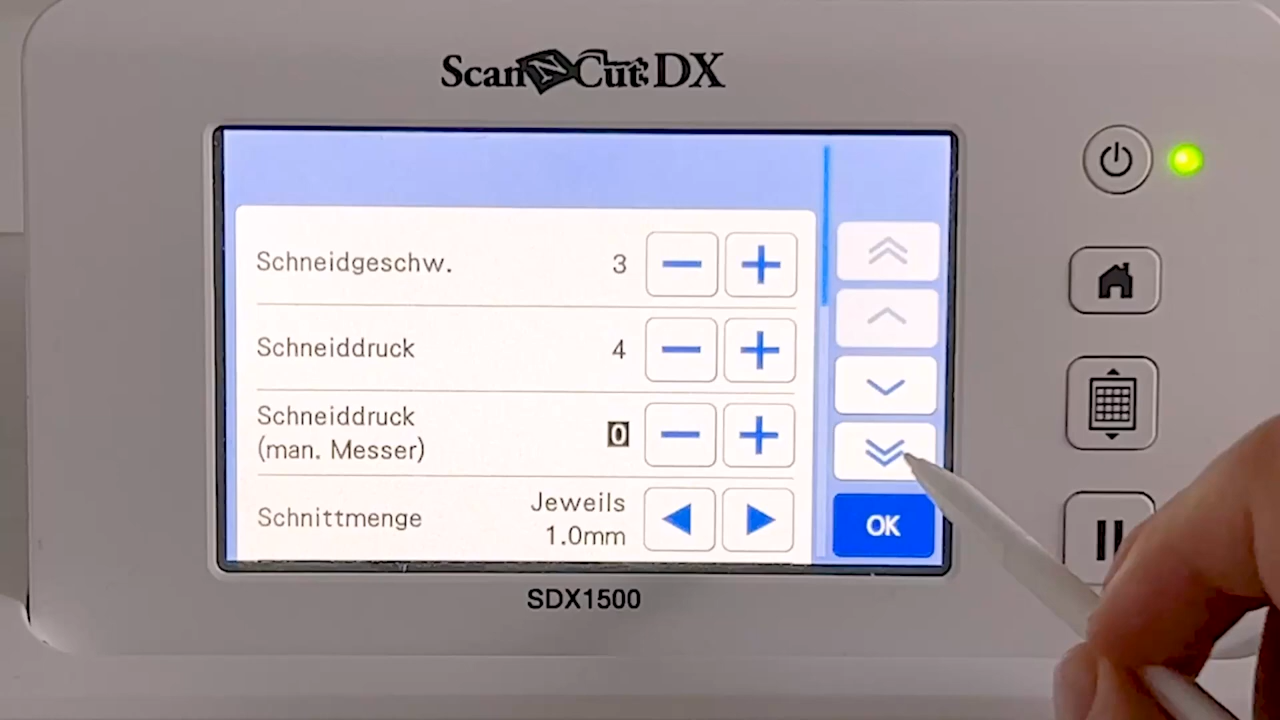 ScanNCut DX
Schneidgeschw. 3
Schneiddruck 4
Schneiddruck
(man. Messer) 0
Schnittmenge Jeweils
1.0mm
OK
SDX1500